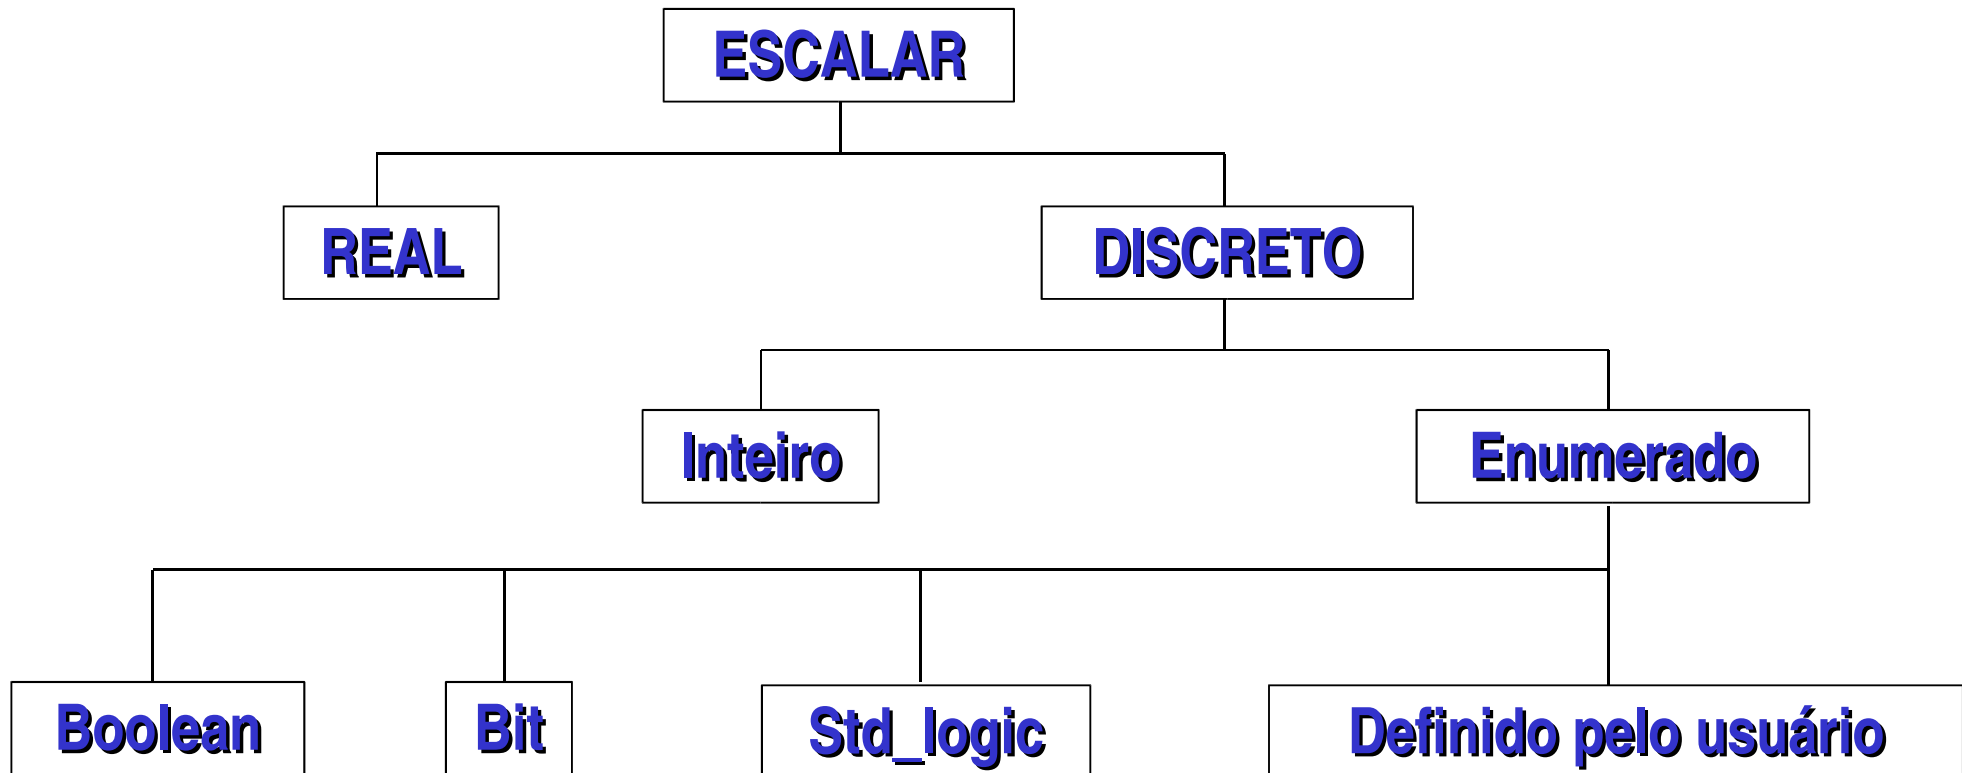 ESCALAR
REAL
DISCRETO
Inteiro
Enumerado
Boolean
Bit
Std_logic
Definido pelo usuário